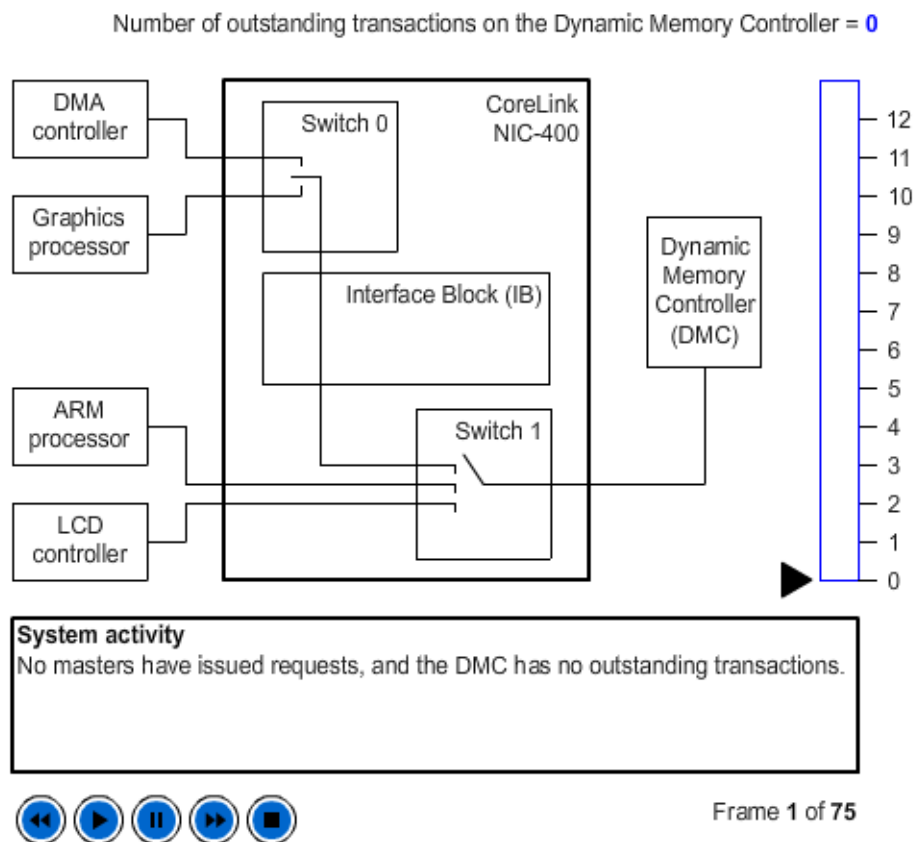 Number of outstanding transactions on the Dynamic Memory Controller = 0
DMA
controller
Switch 0
CoreLink
NIC-400
Graphics
processor
Interface Block (IB)
Dynamic
Memory
Controller
(DMC)
ARM
processor
Switch 1
LCD
controller
12
11
10
9
8
7
6
5
4
3
2
1
0
System activity
No masters have issued requests, and the DMC has no outstanding transactions.
Frame 1 of 75